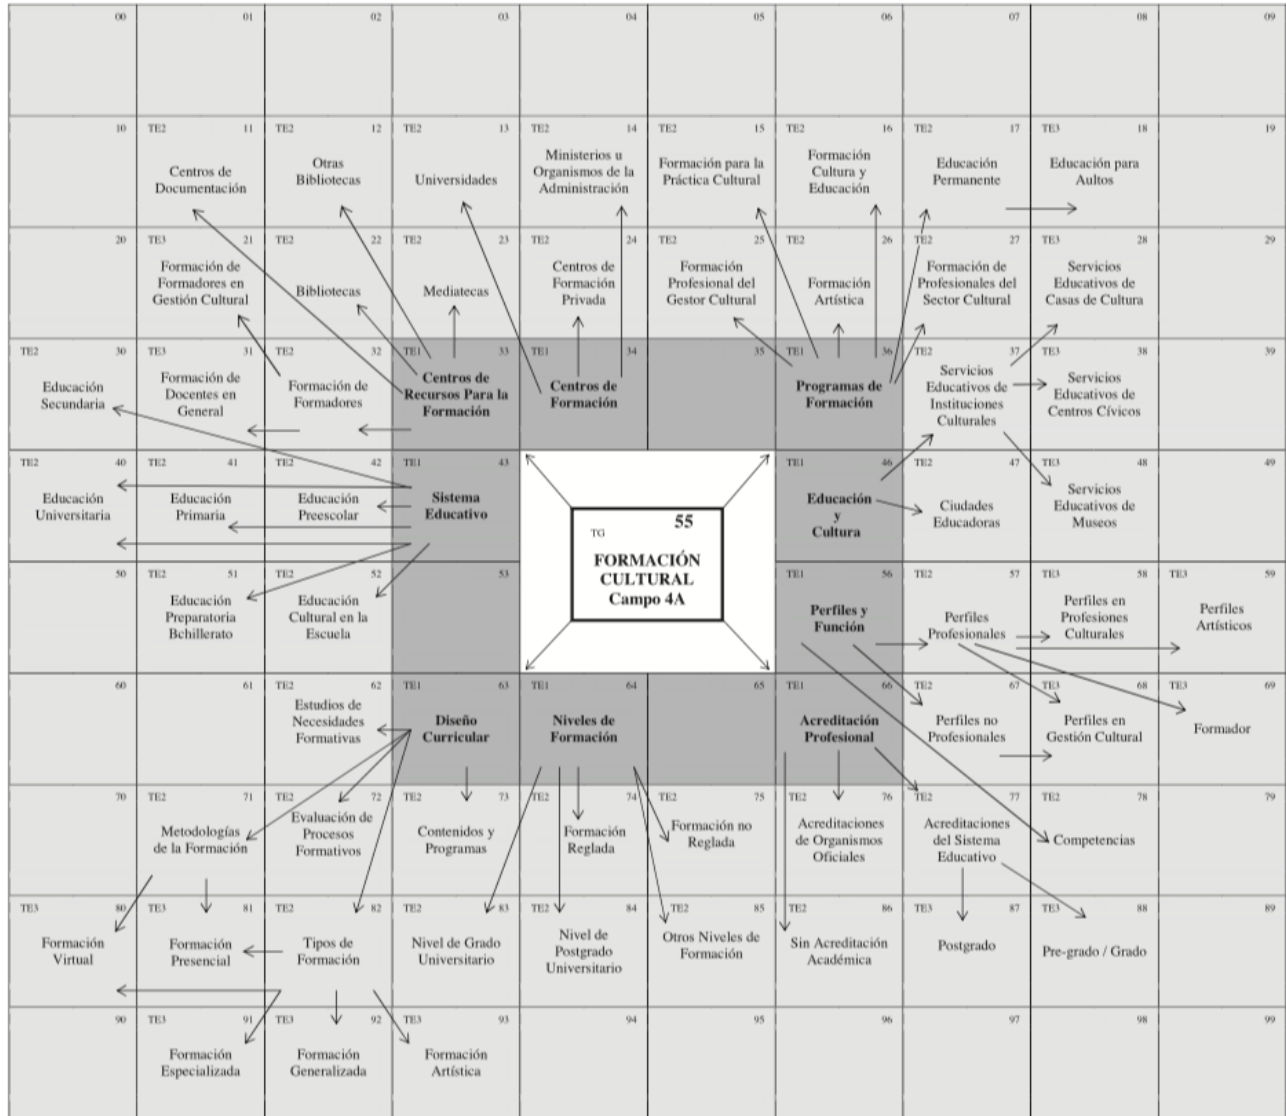 00 01 02 03 04 05 06 07 08 09
10 TE2 11 TE2 12 TE2 13 TE2 14 TE2 15 TE2 16 TE2 17 TE3 18 19
Centros de
Documentación
Otras
Bibliotecas
Universidades
Ministerios u
Organismos de la
Administración
Formación para la
Práctica Cultural
Formación
Cultura y
Educación
Educación
Permanente
Educación para
Aultos
20 TE3 21 TE2 22 TE2 23 TE2 24 TE2 25 TE2 26 TE2 27 TE3 28 29
Formación de
Formadores en
Gestión Cultural
Bibliotecas
Mediatecas
Centros de
Formación
Privada
Formación
Profesional del
Gestor Cultural
Formación
Artística
Formación de
Profesionales del
Sector Cultural
Servicios
Educativos de
Casas de Cultura
TE2 30 TE3 31 TE2 32 TE1 33 TE1 34 35 TE1 36 TE2 37 TE3 38 39
Educación
Secundaria
Formación de
Docentes en
General
Formación de
Formadores
Centros de
Recursos Para la
Formación
Centros de
Formación
Programas de
Formación
Servicios
Educativos de
Instituciones
Culturales
Servicios
Educativos de
Centros Cívicos
TE2 40 TE2 41 TE2 42 TE1 43 TE1 46 TE2 47 TE3 48 49
Educación
Universitaria
Educación
Primaria
Educación
Preescolar
Sistema
Educativo
Educación
y
Cultura
Ciudades
Educadoras
Servicios
Educativos de
Museos
TG 55
FORMACIÓN
CULTURAL
Campo 4A
50 TE2 51 TE2 52 53 TE1 56 TE2 57 TE3 58 TE3 59
Educación
Preparatoria
Bchillerato
Educación
Cultural en la
Escuela
Perfiles y
Función
Perfiles
Profesionales
Perfiles en
Profesiones
Culturales
Perfiles
Artísticos
60 61 TE2 62 TE1 63 TE1 64 65 TE1 66 TE2 67 TE3 68 TE3 69
Estudios de
Necesidades
Formativas
Diseño
Curricular
Niveles de
Formación
Acreditación
Profesional
Perfiles no
Profesionales
Perfiles en
Gestión Cultural
Formador
70 TE2 71 TE2 72 TE2 73 TE2 74 TE2 75 TE2 76 TE2 77 TE2 78 79
Metodologías
de la Formación
Evaluación de
Procesos
Formativos
Contenidos y
Programas
Formación
Reglada
Formación no
Reglada
Acreditaciones
de Organismos
Oficiales
Acreditaciones
del Sistema
Educativo
Competencias
TE3 80 TE3 81 TE2 82 TE2 83 TE2 84 TE2 85 TE2 86 TE3 87 TE3 88 89
Formación
Virtual
Formación
Presencial
Tipos de
Formación
Nivel de Grado
Universitario
Nivel de
Postgrado
Universitario
Otros Niveles de
Formación
Sin Acreditación
Académica
Postgrado
Pre-grado / Grado
90 TE3 91 TE3 92 TE3 93 94 95 96 97 98 99
Formación
Especializada
Formación
Generalizada
Formación
Artística